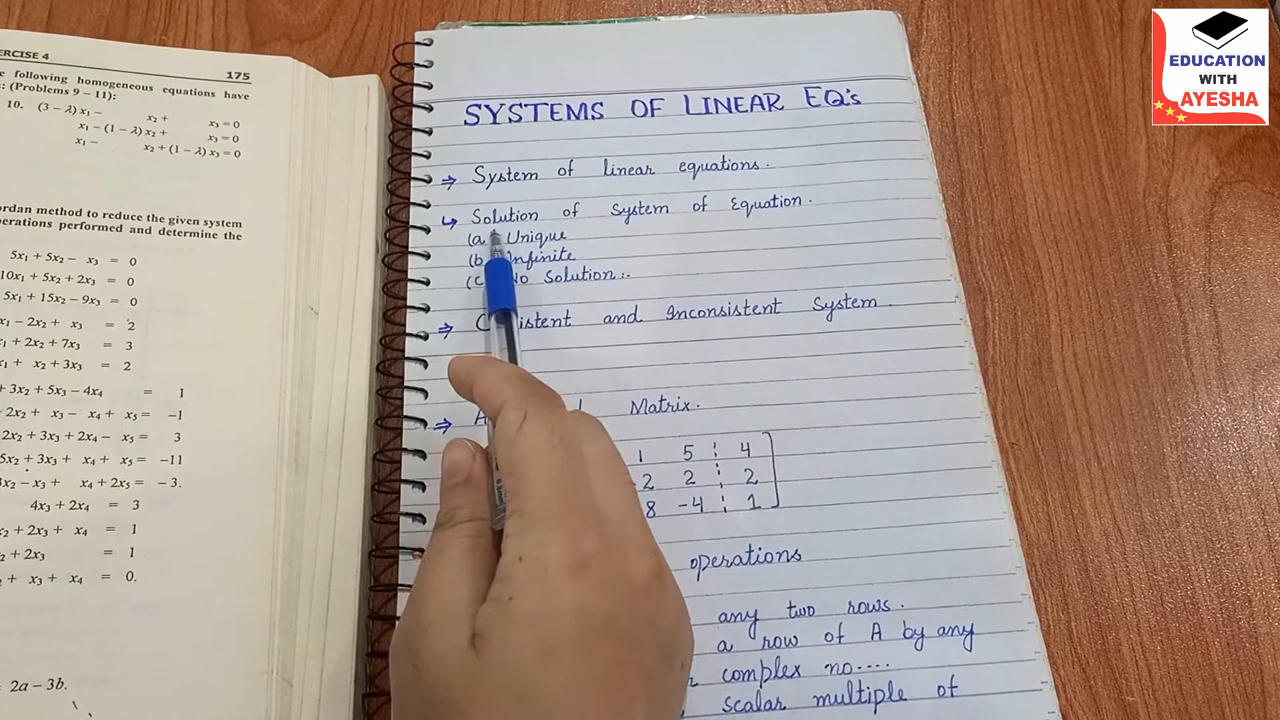 ERCISE 4
175
e following homogeneous equations have
s: (Problems 9 – 11):
10. (3 – λ) x₁ – x₂ + x₃ = 0
x₁ – (1 – λ) x₂ + x₃ = 0
x₁ – x₂ + (1 – λ) x₃ = 0
ordan method to reduce the given system
perations performed and determine the
5x₁ + 5x₂ – x₃ = 0
10x₁ + 5x₂ + 2x₃ = 0
5x₁ + 15x₂ – 9x₃ = 0
x₁ – 2x₂ + x₃ = 2
x₁ + 2x₂ + 7x₃ = 3
x₁ + x₂ + 3x₃ = 2
+ 3x₂ + 5x₃ – 4x₄ = 1
2x₂ + x₃ – x₄ + x₅ = –1
2x₂ + 3x₃ + 2x₄ – x₅ = 3
5x₂ + 3x₃ + x₄ + x₅ = –11
x₂ – x₃ + x₄ + 2x₅ = – 3.
4x₃ + 2x₄ = 3
x₂ + 2x₃ + x₄ = 1
₂ + 2x₃ = 1
₂ + x₃ + x₄ = 0.
2a – 3b.
SYSTEMS OF LINEAR EQ's
⇒ System of linear equations.
↳ Solution of System of Equation.
(a Unique
(b nfinite
(c No Solution:.
⇒ C istent and Inconsistent System.
⇒ A Matrix.
1 5 ⋮ 4
2 2 ⋮ 2
8 -4 ⋮ 1
operations
any two rows.
a row of A by any
complex no....
scalar multiple of
EDUCATION
WITH
AYESHA